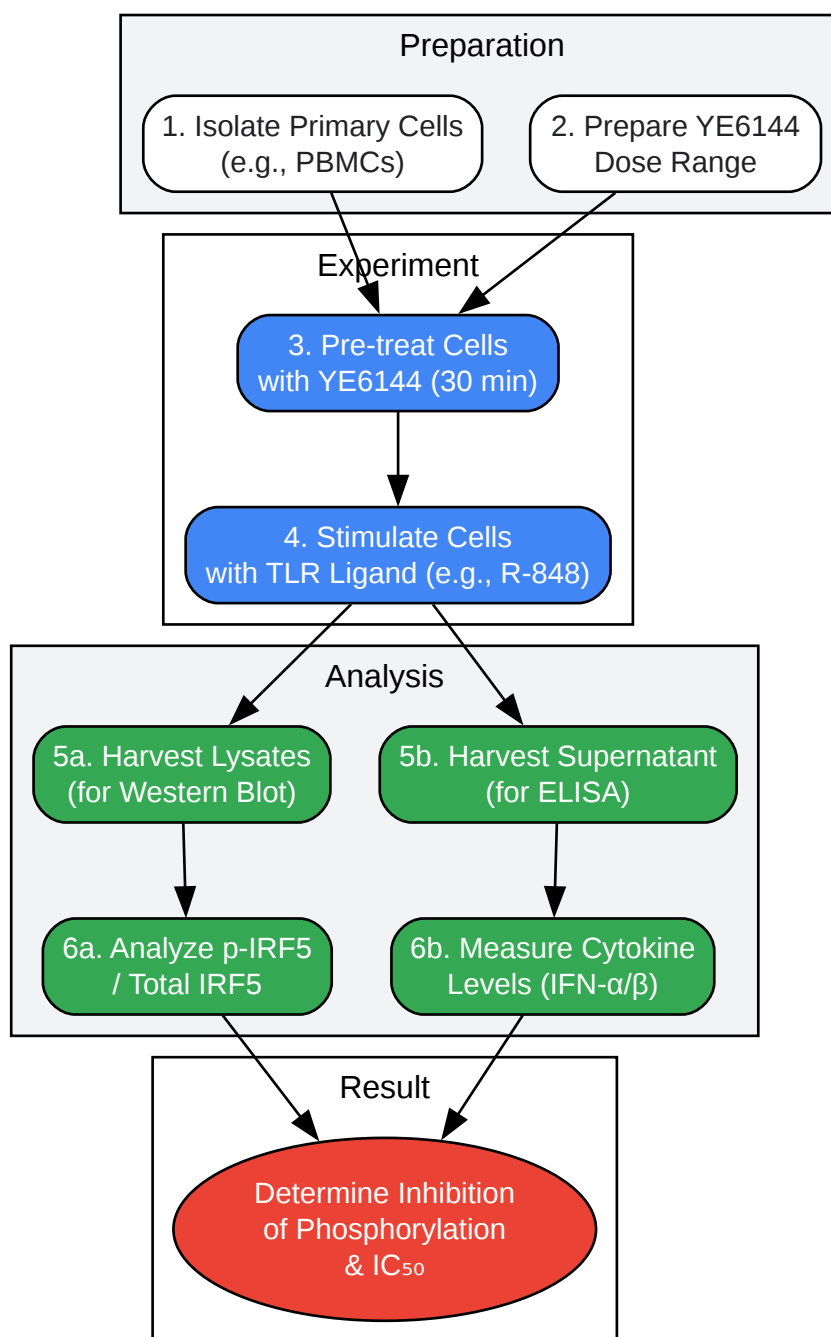 Preparation
1. Isolate Primary Cells
(e.g., PBMCs)
2. Prepare YE6144
Dose Range
Experiment
3. Pre-treat Cells
with YE6144 (30 min)
4. Stimulate Cells
with TLR Ligand (e.g., R-848)
Analysis
5a. Harvest Lysates
(for Western Blot)
5b. Harvest Supernatant
(for ELISA)
6a. Analyze p-IRF5
/ Total IRF5
6b. Measure Cytokine
Levels (IFN-α/β)
Result
Determine Inhibition
of Phosphorylation
& IC₅₀